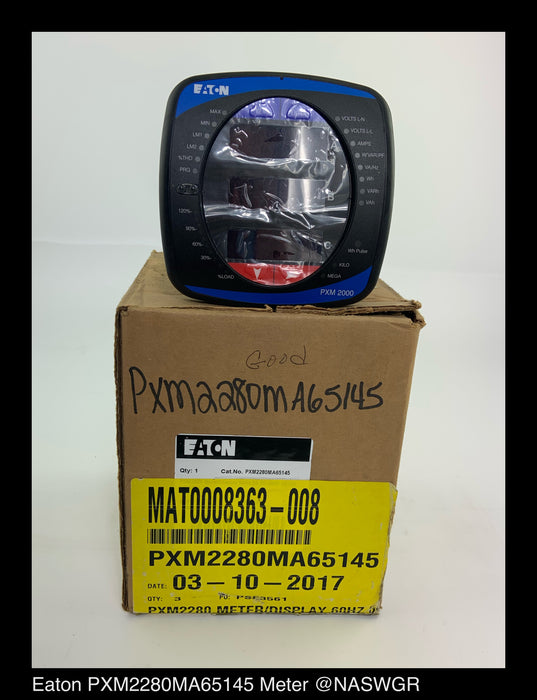 EATON
MAX
MIN
LM1
LM2
%THD
PRG
120%-
90%-
60%-
30%-
%LOAD
VOLTS L-N
VOLTS L-L
AMPS
W/VAR/PF
VA/Hz
Wh
VARh
VAh
Wh Pulse
KILO
MEGA
B
C
PXM 2000
Good
PXM2280MA65145
EATON
Qty: 1 Cat.No. PXM2280MA65145
MAT0008363-008
PXM2280MA65145
DATE: 03-10-2017
QTY: 3 PO: PSE3561
PXM2280 METER/DISPLAY 60HZ
Eaton PXM2280MA65145 Meter @NASWGR